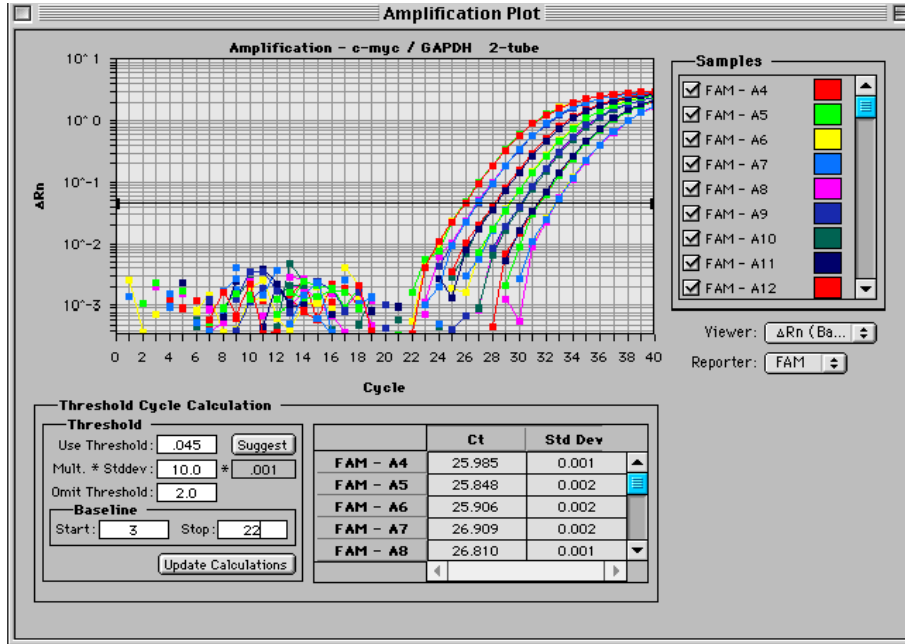 Amplification Plot
Amplification - c-myc / GAPDH 2-tube
10^ 1
10^ 0
10^-1
10^-2
10^-3
ΔRn
0 2 4 6 8 10 12 14 16 18 20 22 24 26 28 30 32 34 36 38 40
Cycle
Samples
FAM - A4
FAM - A5
FAM - A6
FAM - A7
FAM - A8
FAM - A9
FAM - A10
FAM - A11
FAM - A12
Viewer: ΔRn (Ba...
Reporter: FAM
Threshold Cycle Calculation
Threshold
Use Threshold: .045 Suggest
Mult. * Stddev: 10.0 * .001
Omit Threshold: 2.0
Baseline
Start: 3 Stop: 22
Update Calculations
Ct Std Dev
FAM - A4 25.985 0.001
FAM - A5 25.848 0.002
FAM - A6 25.906 0.002
FAM - A7 26.909 0.002
FAM - A8 26.810 0.001